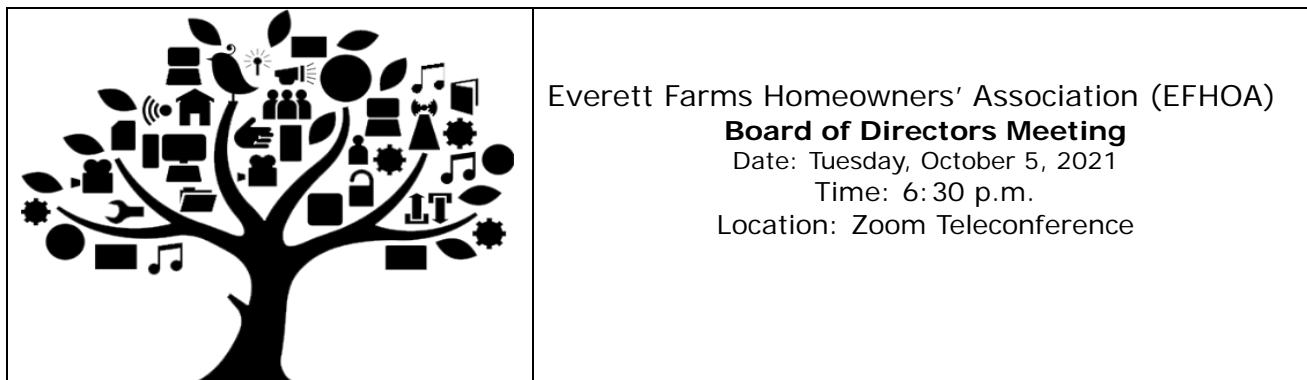 Everett Farms Homeowners’ Association (EFHOA)
Board of Directors Meeting
Date: Tuesday, October 5, 2021
Time: 6:30 p.m.
Location: Zoom Teleconference